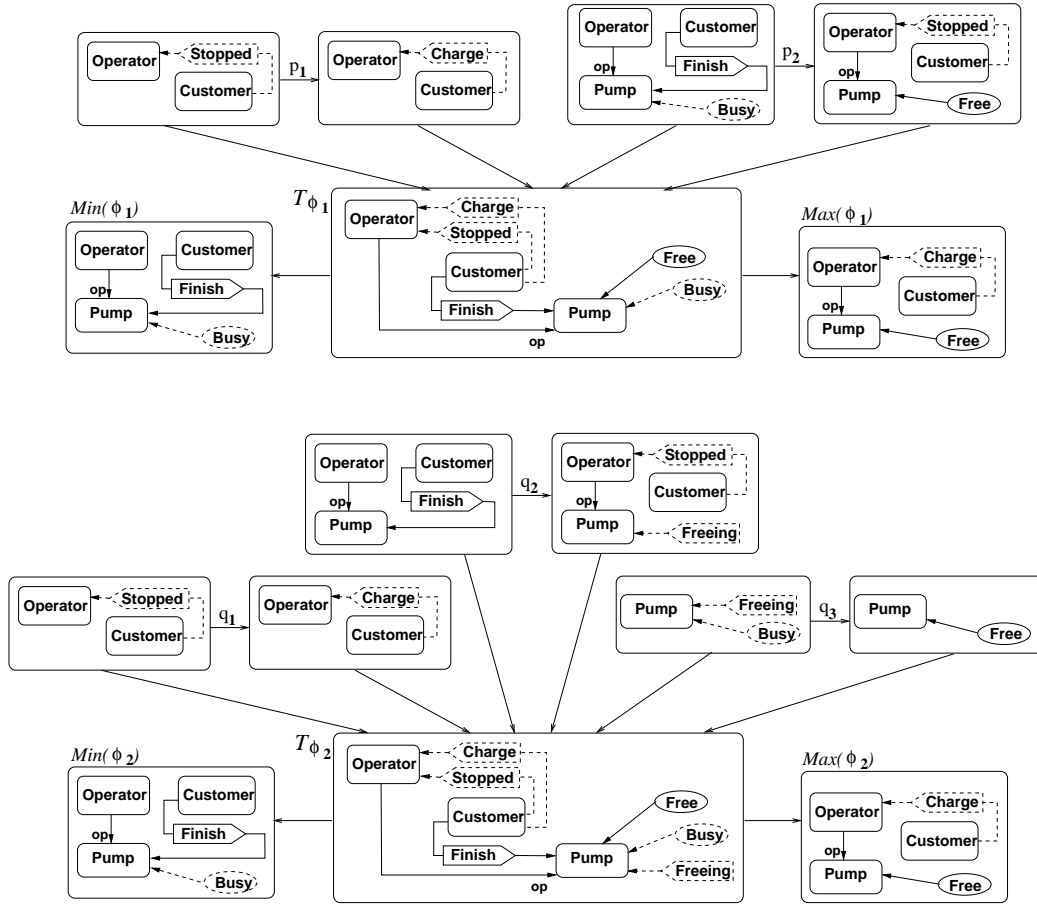 Operator Stopped Customer
p1
Operator Charge Customer
Operator Customer op Finish Pump Busy
p2
Operator Stopped Customer op Pump Free
Min(ϕ1)
Operator Customer op Finish Pump Busy
Tϕ1
Operator Charge Stopped Customer Free Busy Finish Pump op
Max(ϕ1)
Operator Charge Customer op Pump Free
Operator Customer op Finish Pump
q2
Operator Stopped Customer op Pump Freeing
Operator Stopped Customer
q1
Operator Charge Customer
Pump Freeing Busy
q3
Pump Free
Min(ϕ2)
Operator Customer op Finish Pump Busy
Tϕ2
Operator Charge Stopped Customer Free Busy Finish Pump Freeing op
Max(ϕ2)
Operator Charge Customer op Pump Free